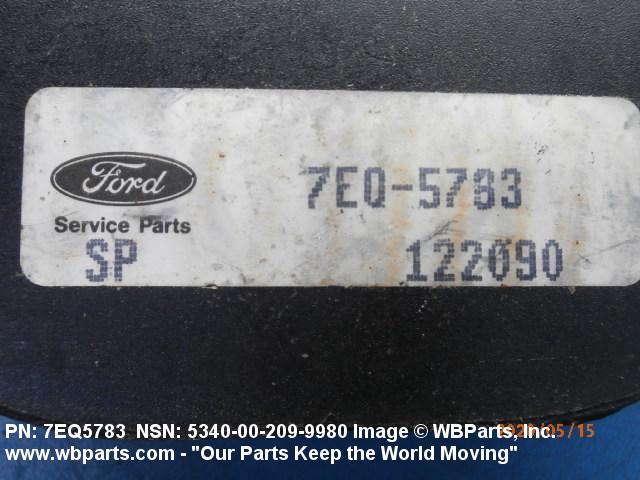 Ford
7EQ-5783
Service Parts
SP 122090
PN: 7EQ5783 NSN: 5340-00-209-9980 Image © WBParts, Inc.
www.wbparts.com - "Our Parts Keep the World Moving"